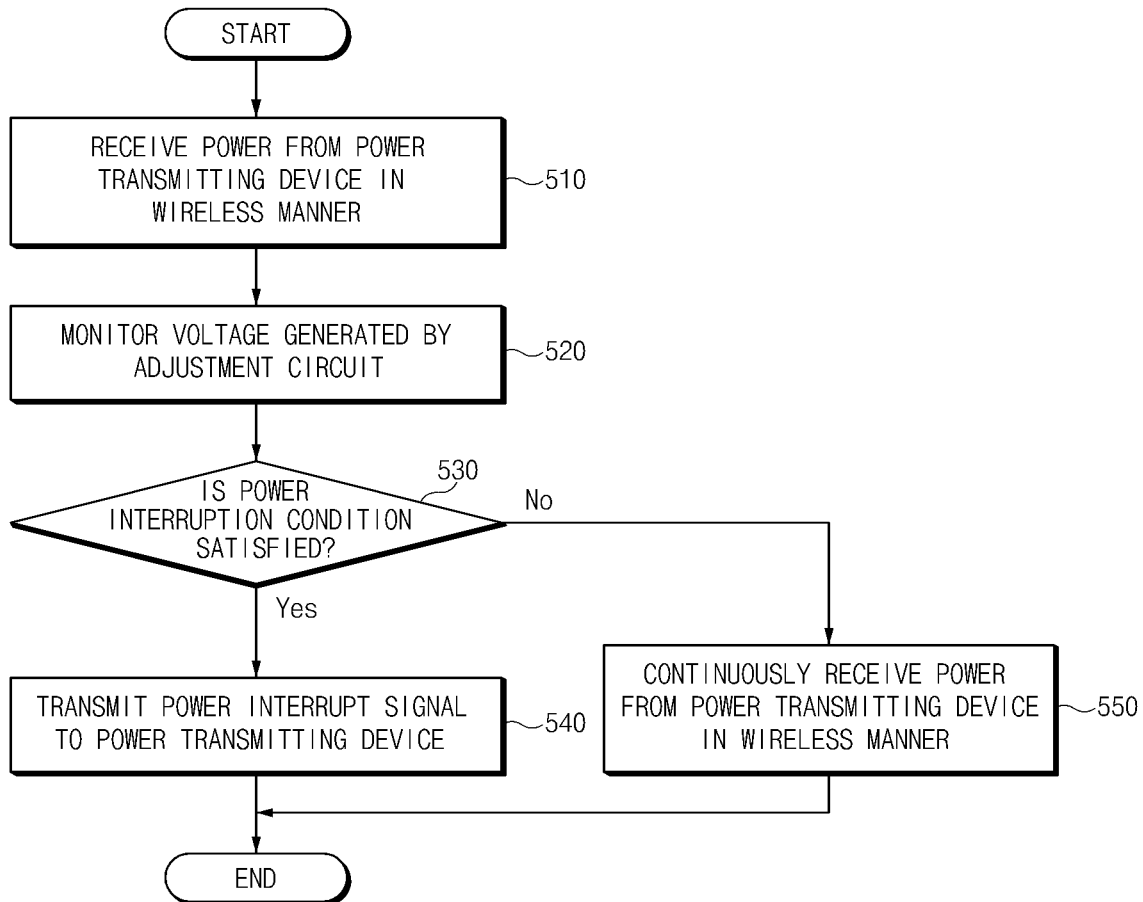 START
RECEIVE POWER FROM POWER
TRANSMITTING DEVICE IN
WIRELESS MANNER
510
MONITOR VOLTAGE GENERATED BY
ADJUSTMENT CIRCUIT
520
530
IS POWER
INTERRUPTION CONDITION
SATISFIED?
No
Yes
TRANSMIT POWER INTERRUPT SIGNAL
TO POWER TRANSMITTING DEVICE
540
CONTINUOUSLY RECEIVE POWER
FROM POWER TRANSMITTING DEVICE
IN WIRELESS MANNER
550
END